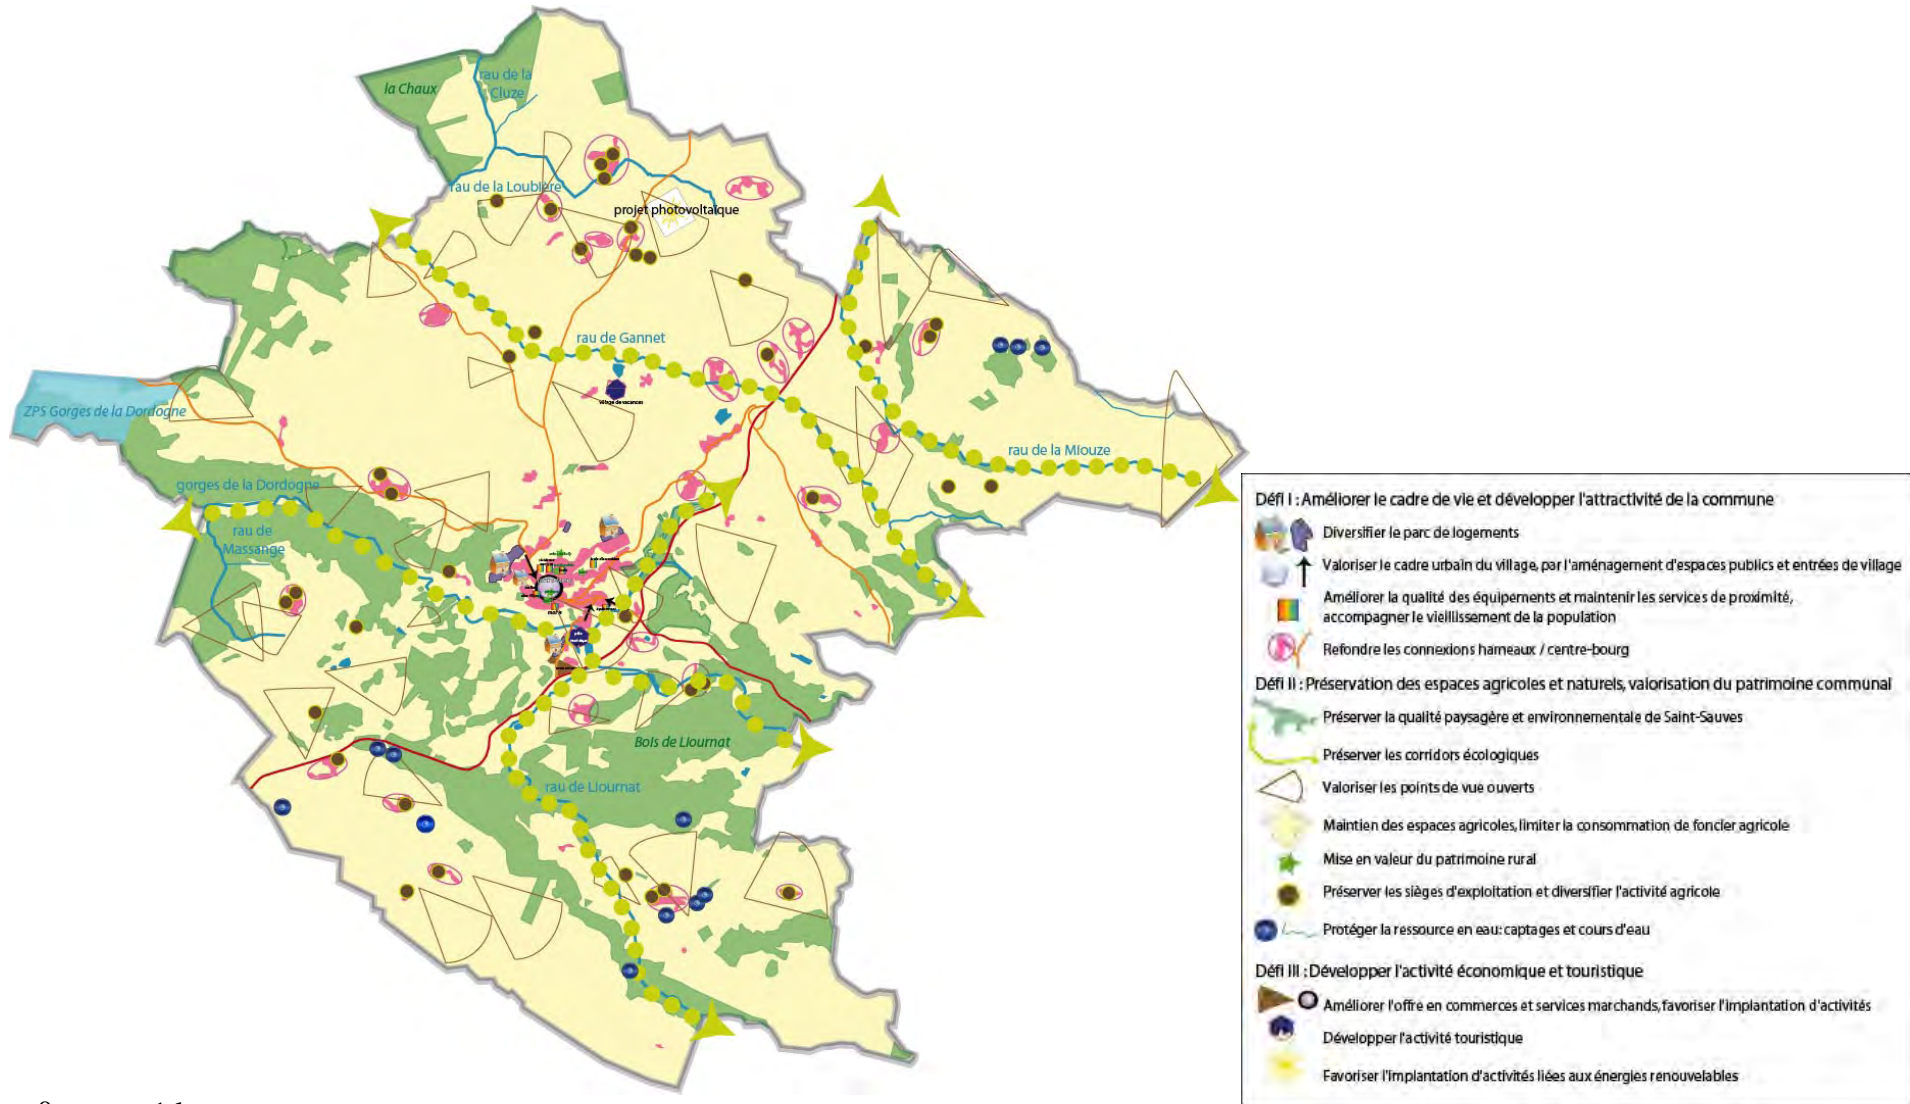 la Chaux
rau de la
Cluze
rau de la Loubière
projet photovoltaïque
rau de Gannet
village de vacances
ZPS Gorges de la Dordogne
rau de la Miouze
gorges de la Dordogne
rau de
Massange
Bois de Liournat
rau de Liournat
Défi I : Améliorer le cadre de vie et développer l'attractivité de la commune
Diversifier le parc de logements
Valoriser le cadre urbain du village, par l'aménagement d'espaces publics et entrées de village
Améliorer la qualité des équipements et maintenir les services de proximité,
accompagner le vieillissement de la population
Refondre les connexions hameaux / centre-bourg
Défi II : Préservation des espaces agricoles et naturels, valorisation du patrimoine communal
Préserver la qualité paysagère et environnementale de Saint-Sauves
Préserver les corridors écologiques
Valoriser les points de vue ouverts
Maintien des espaces agricoles, limiter la consommation de foncier agricole
Mise en valeur du patrimoine rural
Préserver les sièges d'exploitation et diversifier l'activité agricole
Protéger la ressource en eau: captages et cours d'eau
Défi III : Développer l'activité économique et touristique
Améliorer l'offre en commerces et services marchands, favoriser l'implantation d'activités
Développer l'activité touristique
Favoriser l'implantation d'activités liées aux énergies renouvelables